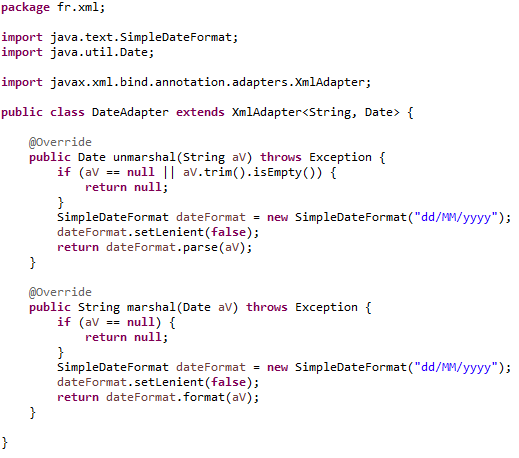 package fr.xml;
import java.text.SimpleDateFormat;
import java.util.Date;
import javax.xml.bind.annotation.adapters.XmlAdapter;
public class DateAdapter extends XmlAdapter<String, Date> {
    @Override
    public Date unmarshal(String aV) throws Exception {
        if (aV == null || aV.trim().isEmpty()) {
            return null;
        }
        SimpleDateFormat dateFormat = new SimpleDateFormat("dd/MM/yyyy");
        dateFormat.setLenient(false);
        return dateFormat.parse(aV);
    }
    @Override
    public String marshal(Date aV) throws Exception {
        if (aV == null) {
            return null;
        }
        SimpleDateFormat dateFormat = new SimpleDateFormat("dd/MM/yyyy");
        dateFormat.setLenient(false);
        return dateFormat.format(aV);
    }
}